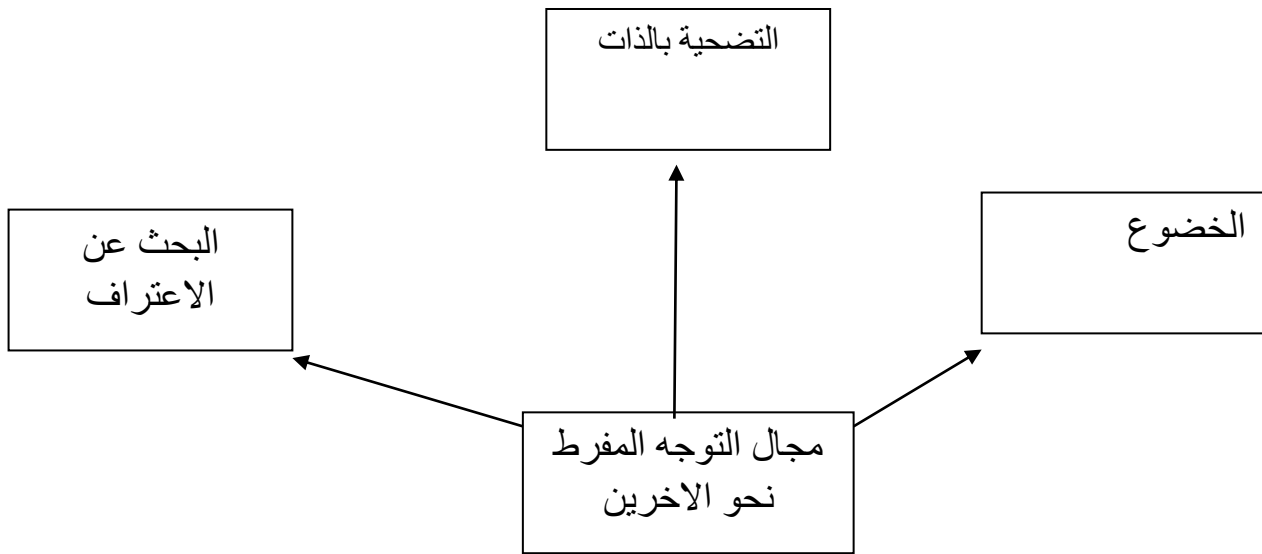 التضحية بالذات
الخضوع
البحث عن
الاعتراف
مجال التوجه المفرط
نحو الاخرين